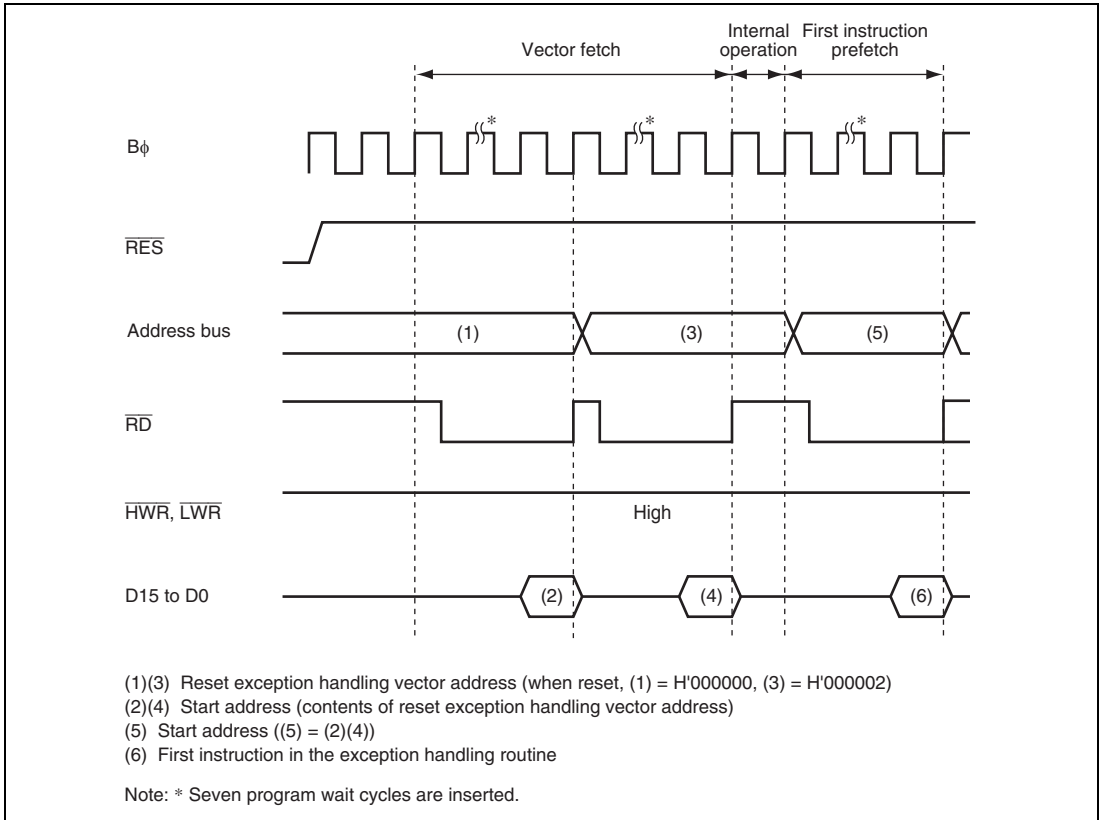 Vector fetch
Internal operation
First instruction prefetch
Bϕ
*
*
*
RES
Address bus
(1)
(3)
(5)
RD
HWR, LWR
High
D15 to D0
(2)
(4)
(6)
(1)(3) Reset exception handling vector address (when reset, (1) = H'000000, (3) = H'000002)
(2)(4) Start address (contents of reset exception handling vector address)
(5) Start address ((5) = (2)(4))
(6) First instruction in the exception handling routine
Note: * Seven program wait cycles are inserted.